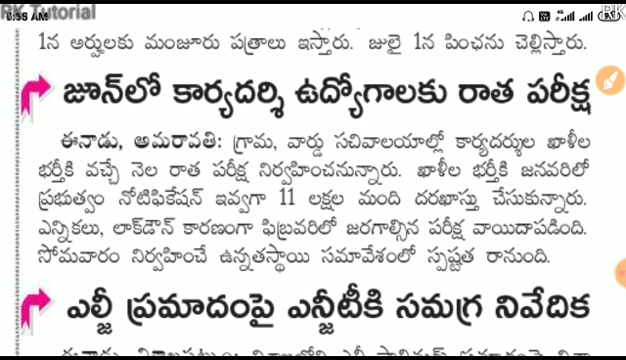 RK Tutorial
1న అర్హులకు మంజూరు పత్రాలు ఇస్తారు. జులై 1న పింఛను చెల్లిస్తారు.
జూన్‌లో కార్యదర్శి ఉద్యోగాలకు రాత పరీక్ష
ఈనాడు, అమరావతి: గ్రామ, వార్డు సచివాలయాల్లో కార్యదర్శుల ఖాళీల
భర్తీకి వచ్చే నెల రాత పరీక్ష నిర్వహించనున్నారు. ఖాళీల భర్తీకి జనవరిలో
ప్రభుత్వం నోటిఫికేషన్ ఇవ్వగా 11 లక్షల మంది దరఖాస్తు చేసుకున్నారు.
ఎన్నికలు, లాక్‌డౌన్ కారణంగా ఫిబ్రవరిలో జరగాల్సిన పరీక్ష వాయిదాపడింది.
సోమవారం నిర్వహించే ఉన్నతస్థాయి సమావేశంలో స్పష్టత రానుంది.
ఎల్జీ ప్రమాదంపై ఎన్జీటీకి సమగ్ర నివేదిక